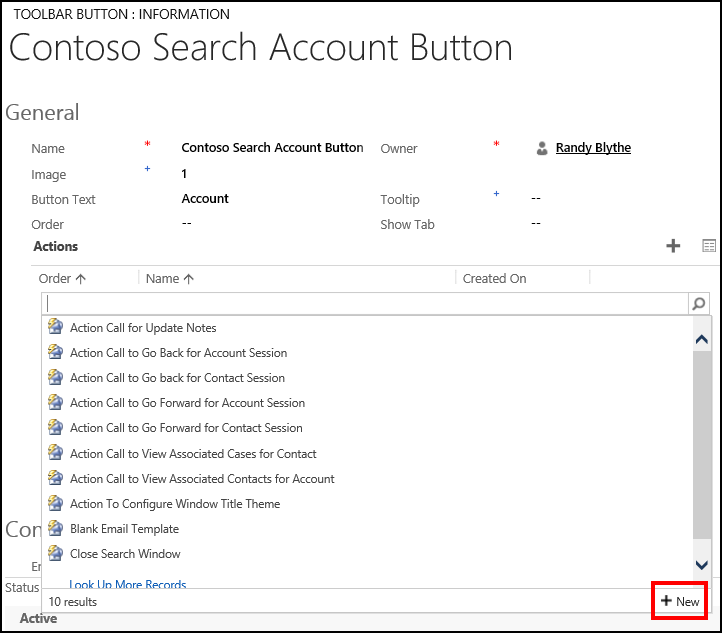 TOOLBAR BUTTON : INFORMATION
Contoso Search Account Button
General
Name * Contoso Search Account Button Owner * Randy Blythe
Image + 1
Button Text Account Tooltip + --
Order -- Show Tab --
Actions
Order Name Created On
Action Call for Update Notes
Action Call to Go Back for Account Session
Action Call to Go back for Contact Session
Action Call to Go Forward for Account Session
Action Call to Go Forward for Contact Session
Action Call to View Associated Cases for Contact
Action Call to View Associated Contacts for Account
Action To Configure Window Title Theme
Blank Email Template
Close Search Window
Look Up More Records
Status
10 results + New
Active